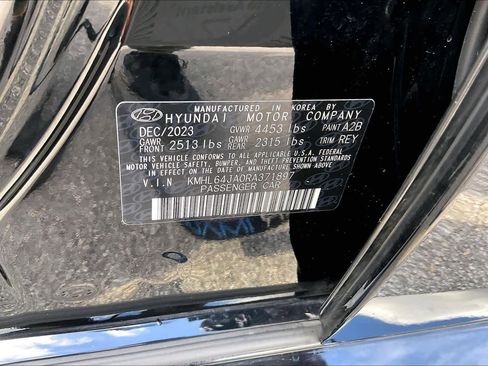 MANUFACTURED IN KOREA BY
HYUNDAI MOTOR COMPANY
DEC/2023 GVWR 4453 lbs PAINT A2B
GAWR FRONT 2513 lbs GAWR REAR 2315 lbs TRIM REY
THIS VEHICLE CONFORMS TO ALL APPLICABLE U.S.A. FEDERAL
MOTOR VEHICLE SAFETY, BUMPER, AND THEFT PREVENTION STANDARDS
IN EFFECT ON THE DATE OF MANUFACTURE SHOWN ABOVE.
V.I.N KMHL64JA0RA371897
PASSENGER CAR